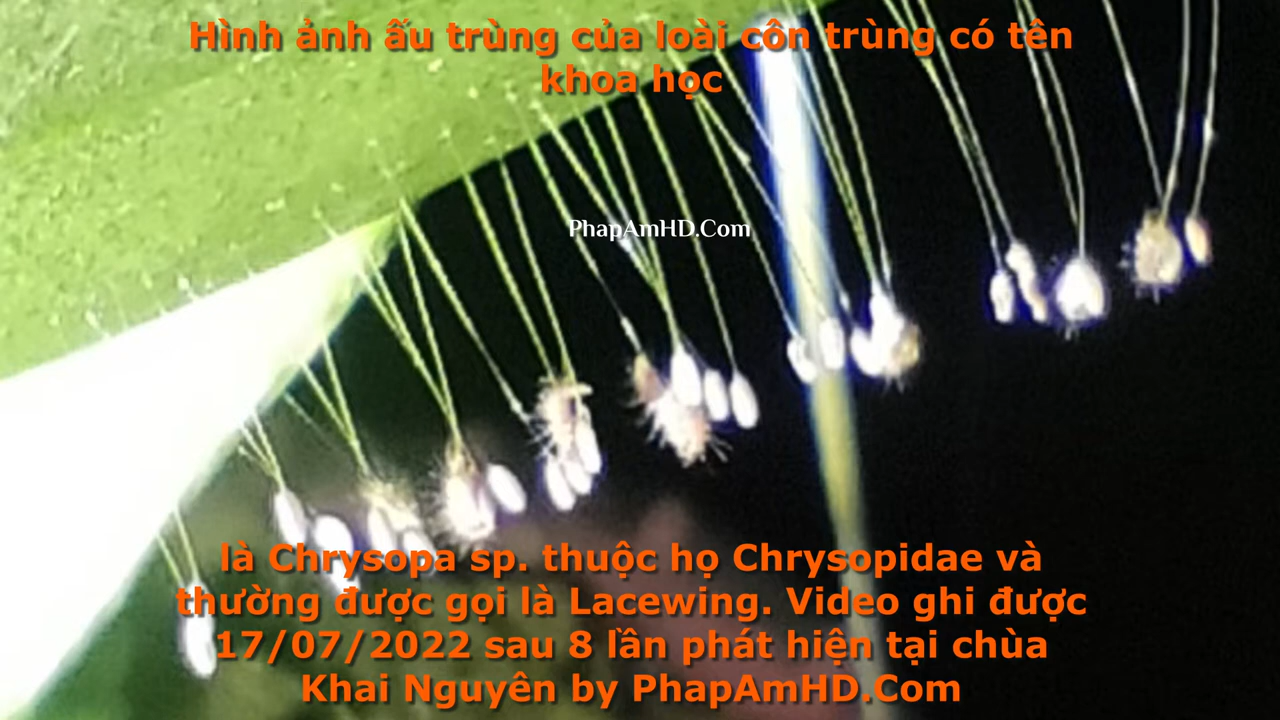 Hình ảnh ấu trùng của loài côn trùng có tên
khoa học
PhapAmHD.Com
là Chrysopa sp. thuộc họ Chrysopidae và
thường được gọi là Lacewing. Video ghi được
17/07/2022 sau 8 lần phát hiện tại chùa
Khai Nguyên by PhapAmHD.Com